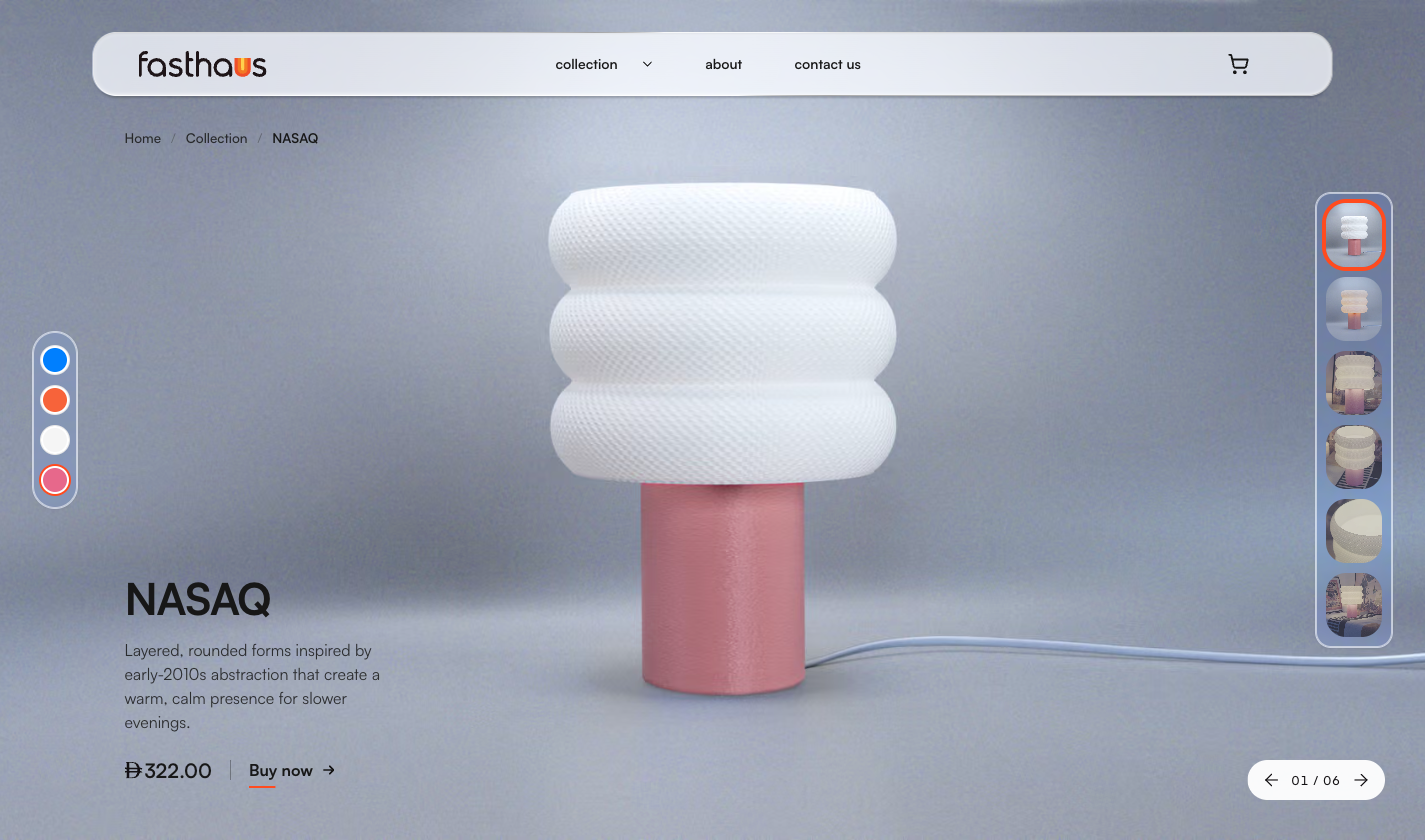 fasthaus
collection about contact us
Home / Collection / NASAQ
NASAQ
Layered, rounded forms inspired by
early-2010s abstraction that create a
warm, calm presence for slower
evenings.
322.00 Buy now →
← 01 / 06 →